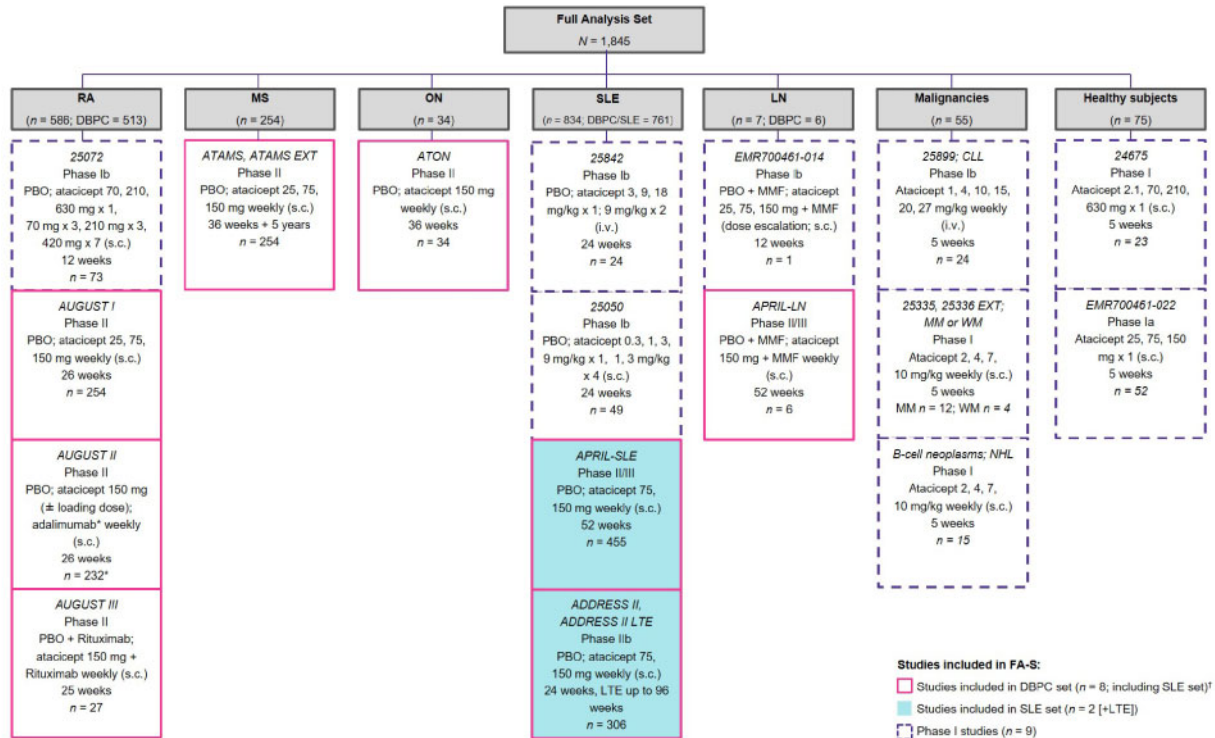 Full Analysis Set
N = 1,845
RA
(n = 586; DBPC = 513)
25072
Phase Ib
PBO; atacicept 70, 210,
630 mg x 1,
70 mg x 3, 210 mg x 3,
420 mg x 7 (s.c.)
12 weeks
n = 73
AUGUST I
Phase II
PBO; atacicept 25, 75,
150 mg weekly (s.c.)
26 weeks
n = 254
AUGUST II
Phase II
PBO; atacicept 150 mg
(± loading dose);
adalimumab* weekly
(s.c.)
26 weeks
n = 232*
AUGUST III
Phase II
PBO + Rituximab;
atacicept 150 mg +
Rituximab weekly (s.c.)
25 weeks
n = 27
MS
(n = 254)
ATAMS, ATAMS EXT
Phase II
PBO; atacicept 25, 75,
150 mg weekly (s.c.)
36 weeks + 5 years
n = 254
ON
(n = 34)
ATON
Phase II
PBO; atacicept 150 mg
weekly (s.c.)
36 weeks
n = 34
SLE
(n = 834; DBPC/SLE = 761)
25842
Phase Ib
PBO; atacicept 3, 9, 18
mg/kg x 1; 9 mg/kg x 2
(i.v.)
24 weeks
n = 24
25050
Phase Ib
PBO; atacicept 0.3, 1, 3,
9 mg/kg x 1, 1, 3 mg/kg
x 4 (s.c.)
24 weeks
n = 49
APRIL-SLE
Phase II/III
PBO; atacicept 75,
150 mg weekly (s.c.)
52 weeks
n = 455
ADDRESS II,
ADDRESS II LTE
Phase IIb
PBO; atacicept 75,
150 mg weekly (s.c.)
24 weeks, LTE up to 96
weeks
n = 306
LN
(n = 7; DBPC = 6)
EMR700461-014
Phase Ib
PBO + MMF; atacicept
25, 75, 150 mg + MMF
(dose escalation; s.c.)
12 weeks
n = 1
APRIL-LN
Phase II/III
PBO + MMF; atacicept
150 mg + MMF weekly
(s.c.)
52 weeks
n = 6
Malignancies
(n = 55)
25899; CLL
Phase Ib
Atacicept 1, 4, 10, 15,
20, 27 mg/kg weekly
(i.v.)
5 weeks
n = 24
25335, 25336 EXT;
MM or WM
Phase I
Atacicept 2, 4, 7,
10 mg/kg weekly (s.c.)
5 weeks
MM n = 12; WM n = 4
B-cell neoplasms; NHL
Phase I
Atacicept 2, 4, 7,
10 mg/kg weekly (s.c.)
5 weeks
n = 15
Healthy subjects
(n = 75)
24675
Phase I
Atacicept 2.1, 70, 210,
630 mg x 1 (s.c.)
5 weeks
n = 23
EMR700461-022
Phase Ia
Atacicept 25, 75, 150
mg x 1 (s.c.)
5 weeks
n = 52
Studies included in FA-S:
Studies included in DBPC set (n = 8; including SLE set)†
Studies included in SLE set (n = 2 [+LTE])
Phase I studies (n = 9)